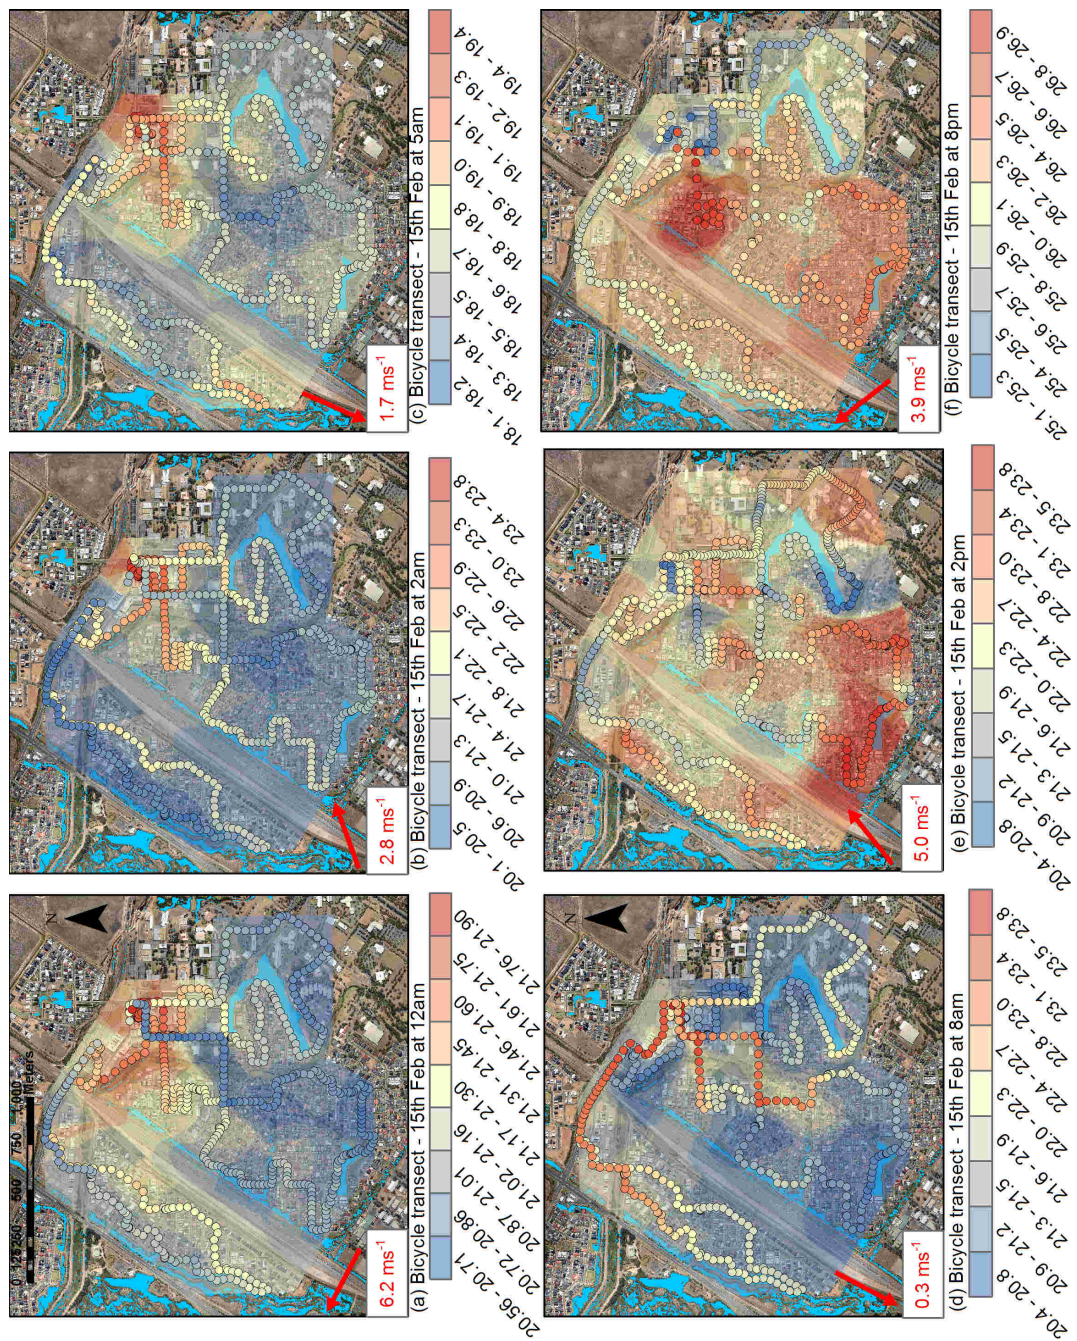 0 125 250 500 750 1,000
Meters
N
6.2 ms⁻¹
(a) Bicycle transect - 15th Feb at 12am
20.56 - 20.71
20.72 - 20.86
20.87 - 21.01
21.02 - 21.16
21.17 - 21.30
21.31 - 21.45
21.46 - 21.60
21.61 - 21.75
21.76 - 21.90
2.8 ms⁻¹
(b) Bicycle transect - 15th Feb at 2am
20.1 - 20.5
20.6 - 20.9
21.0 - 21.3
21.4 - 21.7
21.8 - 22.1
22.2 - 22.5
22.6 - 22.9
23.0 - 23.3
23.4 - 23.8
1.7 ms⁻¹
(c) Bicycle transect - 15th Feb at 5am
18.1 - 18.2
18.3 - 18.4
18.5 - 18.5
18.6 - 18.7
18.8 - 18.8
18.9 - 19.0
19.1 - 19.1
19.2 - 19.3
19.4 - 19.4
N
0.3 ms⁻¹
(d) Bicycle transect - 15th Feb at 8am
20.4 - 20.8
20.9 - 21.2
21.3 - 21.5
21.6 - 21.9
22.0 - 22.3
22.4 - 22.7
22.8 - 23.0
23.1 - 23.4
23.5 - 23.8
5.0 ms⁻¹
(e) Bicycle transect - 15th Feb at 2pm
20.4 - 20.8
20.9 - 21.2
21.3 - 21.5
21.6 - 21.9
22.0 - 22.3
22.4 - 22.7
22.8 - 23.0
23.1 - 23.4
23.5 - 23.8
3.9 ms⁻¹
(f) Bicycle transect - 15th Feb at 8pm
25.1 - 25.3
25.4 - 25.5
25.6 - 25.7
25.8 - 25.9
26.0 - 26.1
26.2 - 26.3
26.4 - 26.5
26.6 - 26.7
26.8 - 26.9